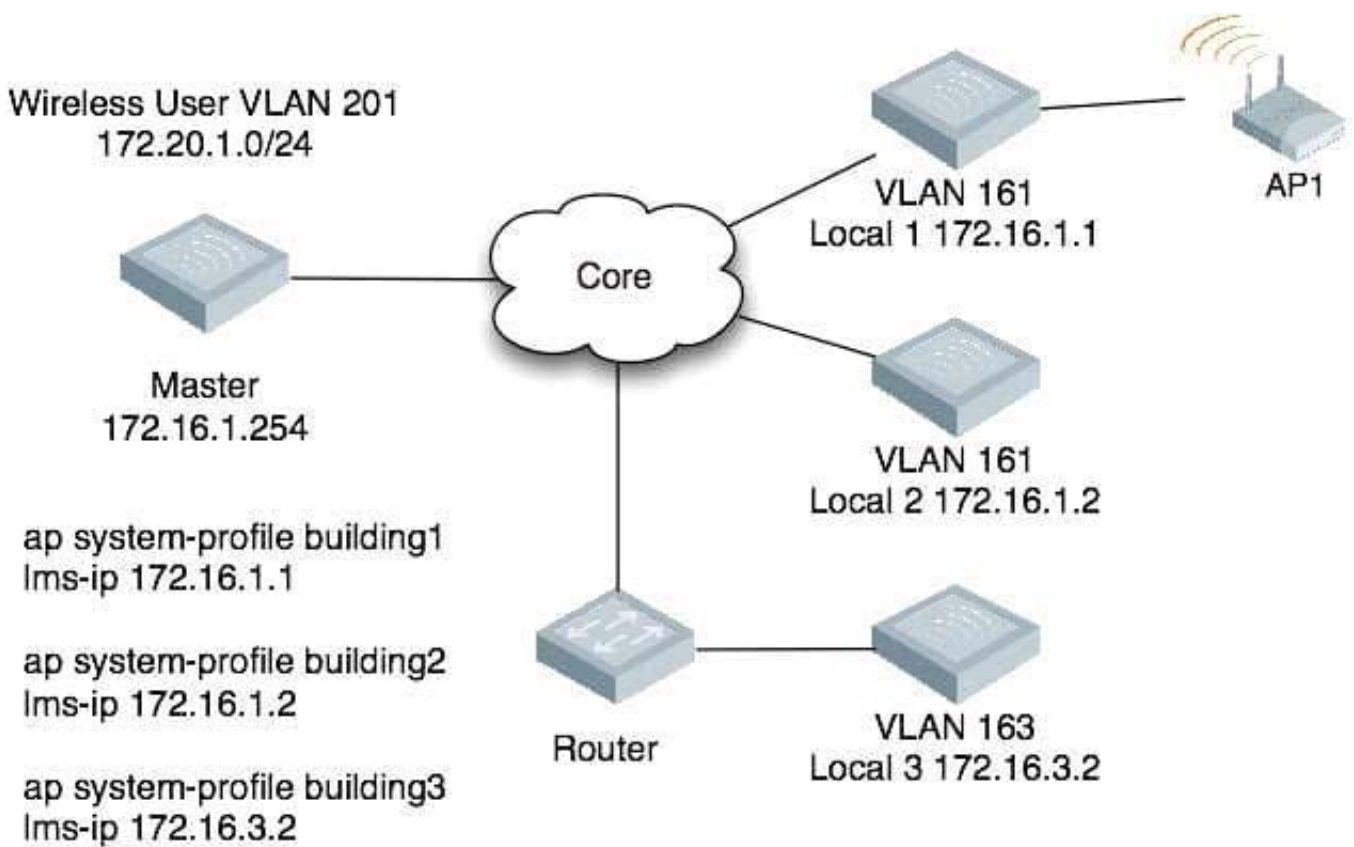 Wireless User VLAN 201
172.20.1.0/24
Master
172.16.1.254
Core
VLAN 161
Local 1 172.16.1.1
AP1
VLAN 161
Local 2 172.16.1.2
Router
VLAN 163
Local 3 172.16.3.2
ap system-profile building1
lms-ip 172.16.1.1
ap system-profile building2
lms-ip 172.16.1.2
ap system-profile building3
lms-ip 172.16.3.2